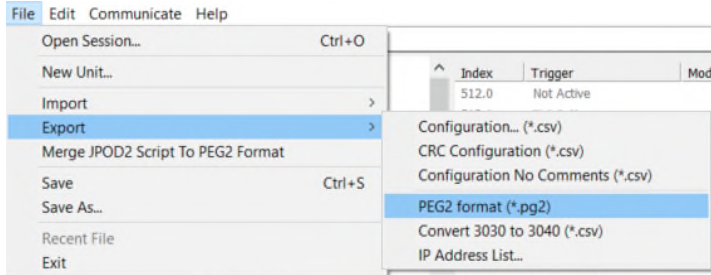 File Edit Communicate Help
Open Session... Ctrl+O
New Unit...
Import >
Export >
Merge JPOD2 Script To PEG2 Format
Save Ctrl+S
Save As...
Recent File
Exit
Index Trigger Mod
512.0 Not Active
Configuration... (*.csv)
CRC Configuration (*.csv)
Configuration No Comments (*.csv)
PEG2 format (*.pg2)
Convert 3030 to 3040 (*.csv)
IP Address List...